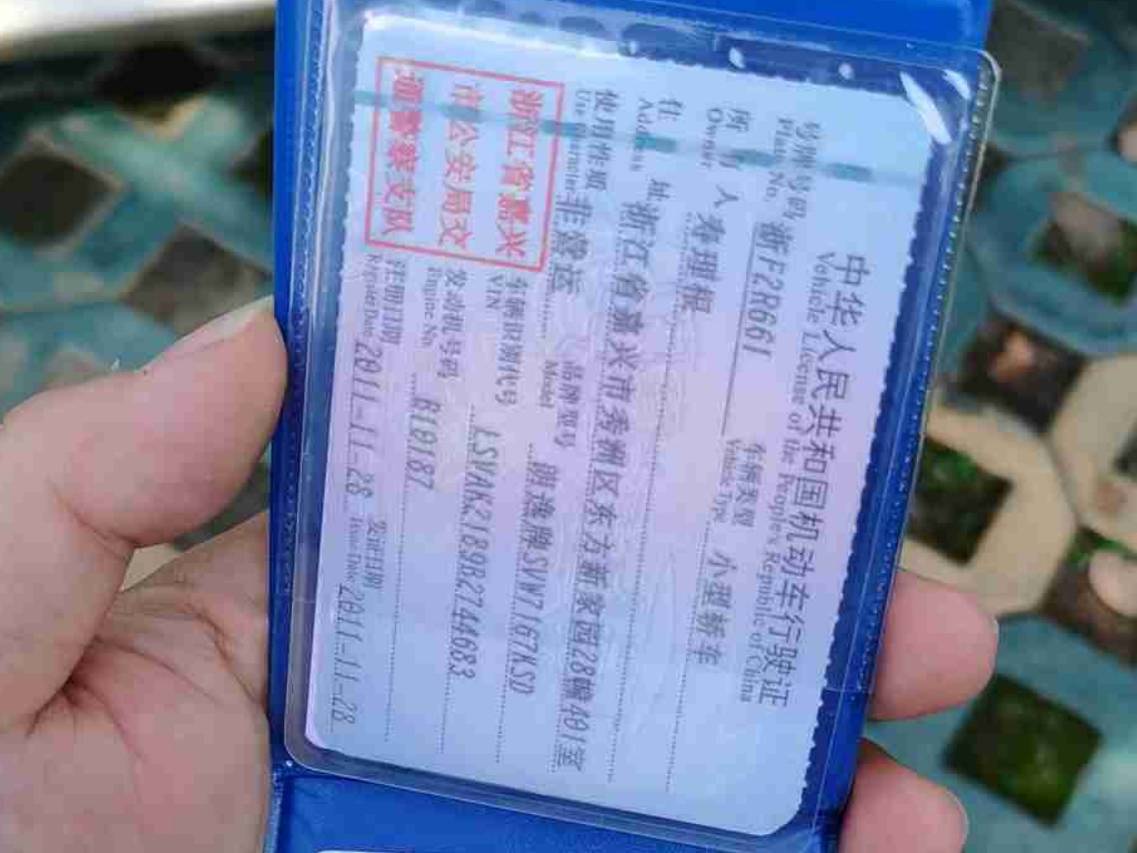 中华人民共和国机动车行驶证
Vehicle License of the People's Republic of China
号牌号码 浙F2R661 车辆类型 小型轿车
Plate No. Vehicle Type
所有人 寿理根
Owner
住址 浙江省嘉兴市秀洲区东方新家园28幢401室
Address
使用性质 非营运 品牌型号 朗逸牌SVW7167KSD
Use Character Model
浙江省嘉兴
市公安局交
通警察支队
车辆识别代号 LSVAK2189B2744683
VIN
发动机号码 B10187
Engine No.
注册日期 2011-11-28 发证日期 2011-11-28
Register Date Issue Date